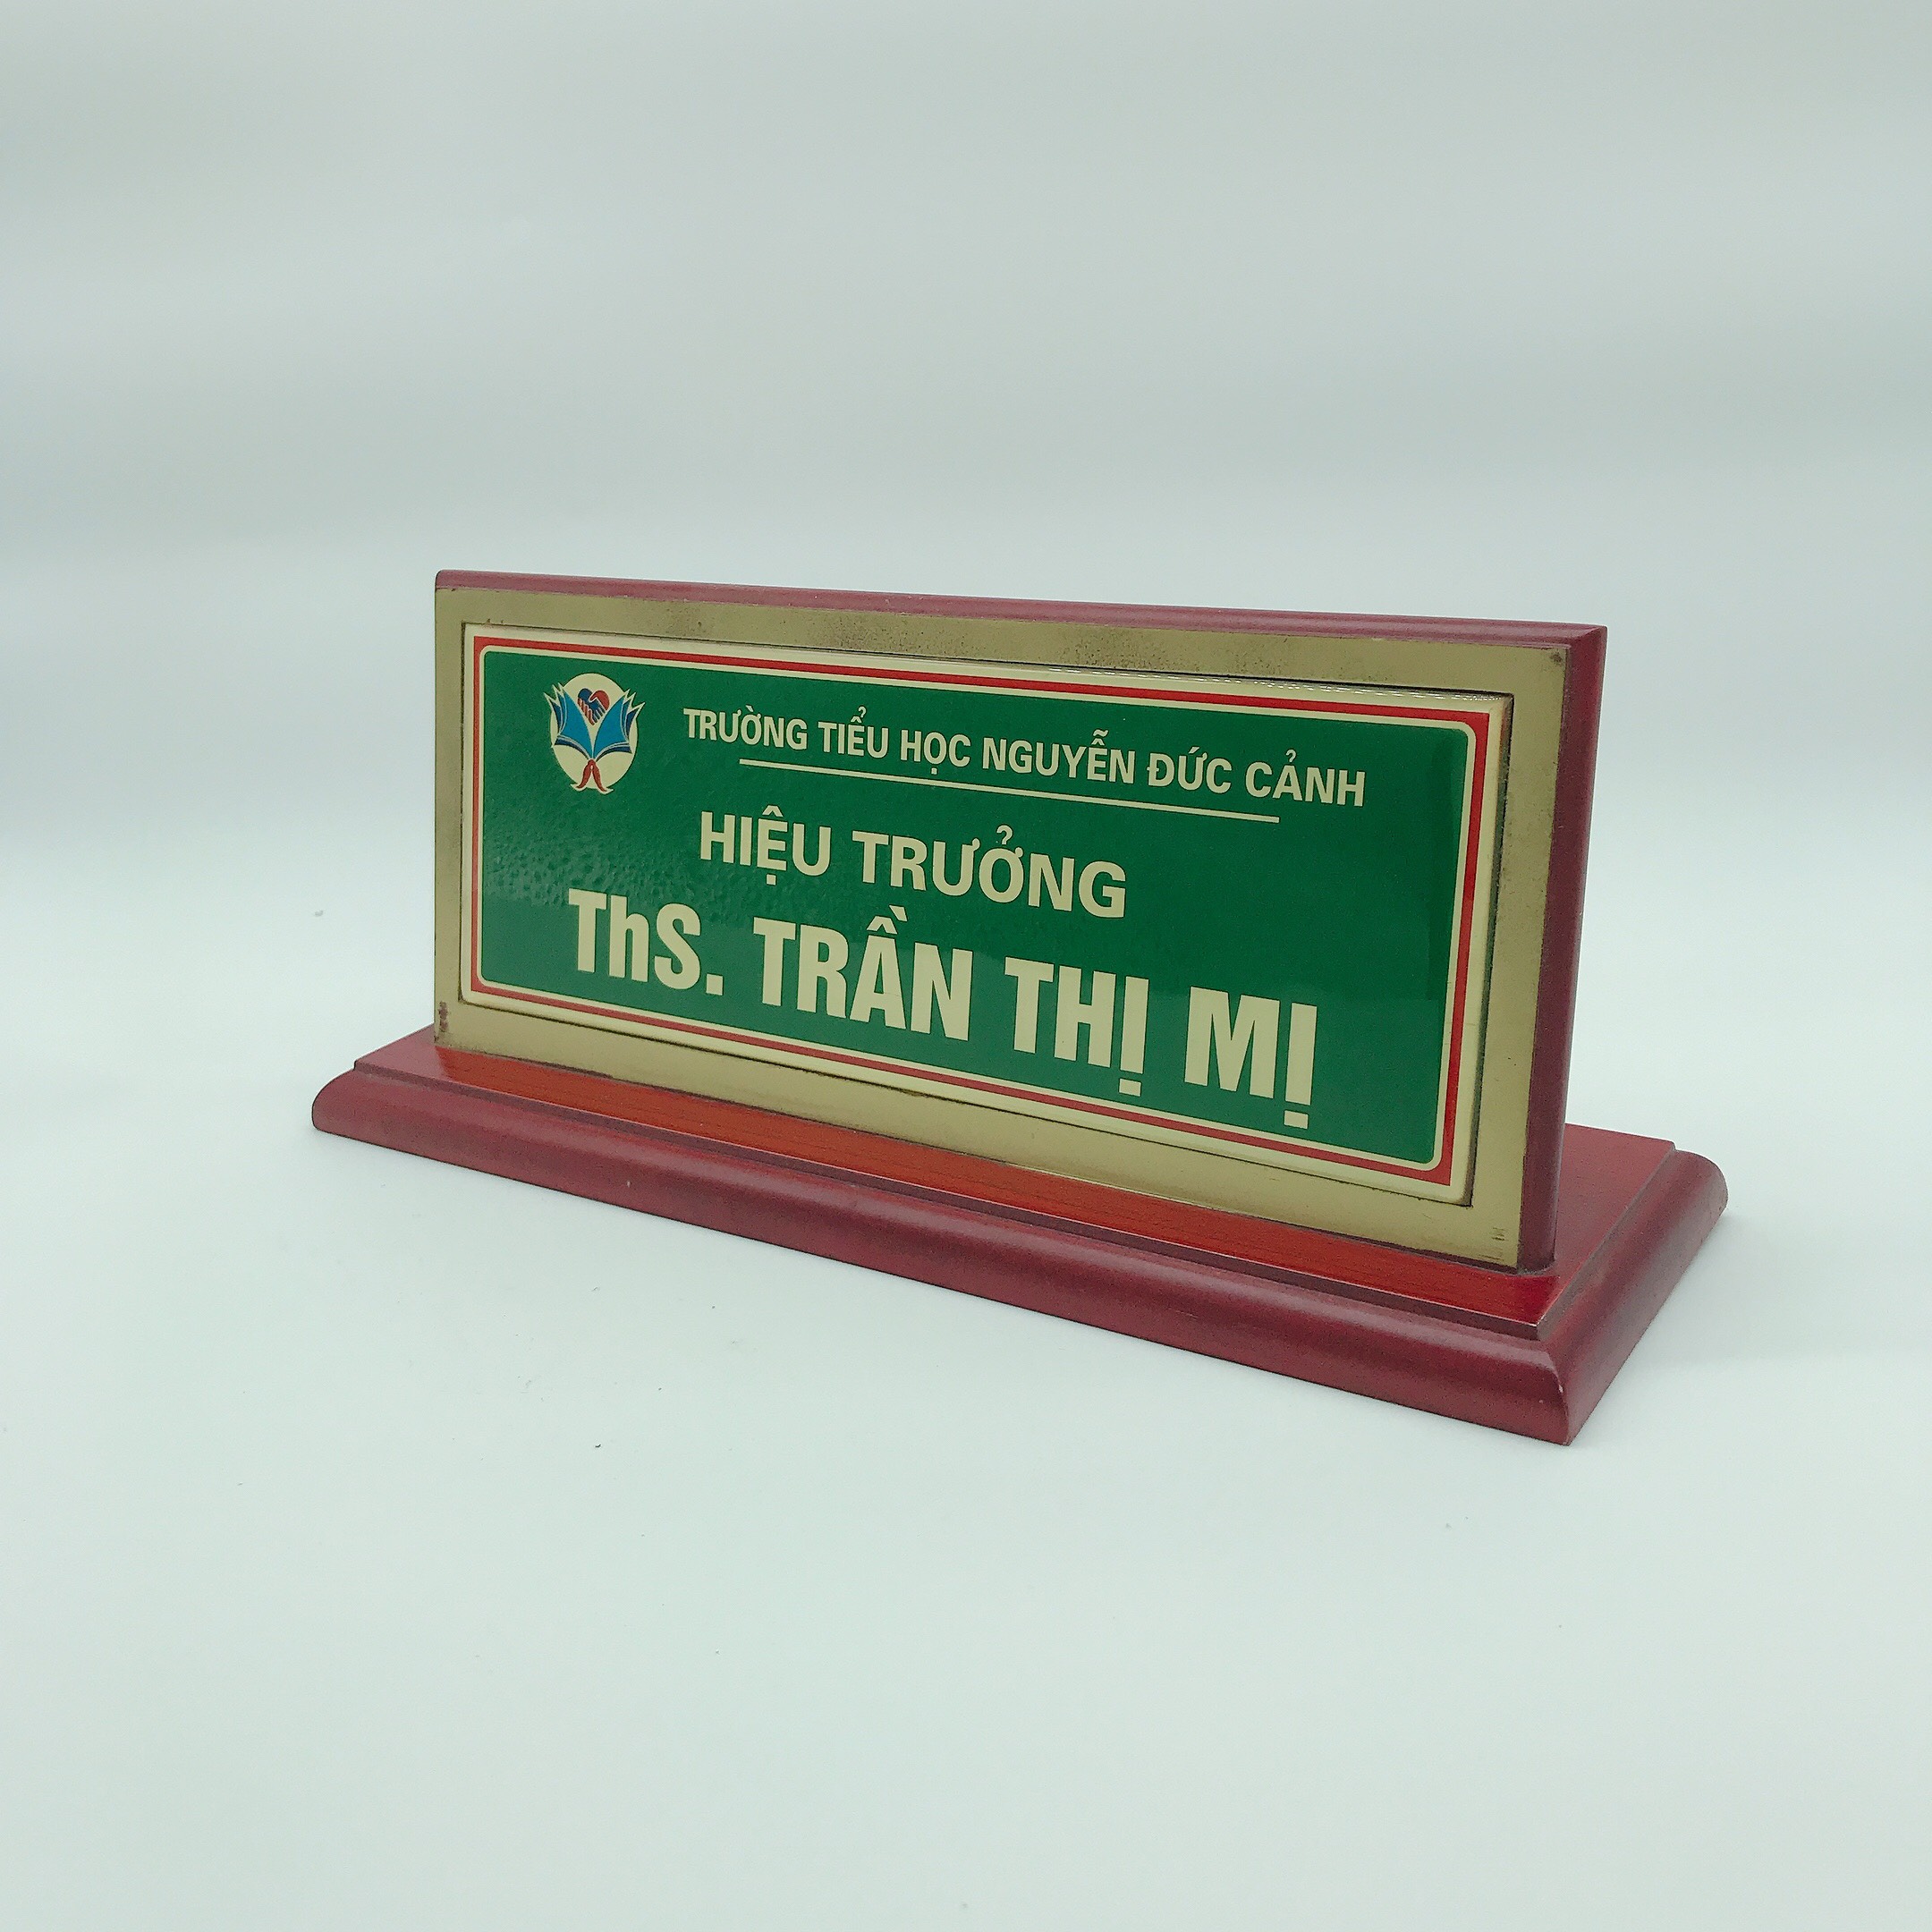 TRƯỜNG TIỂU HỌC NGUYỄN ĐỨC CẢNH
HIỆU TRƯỞNG
ThS. TRẦN THỊ MỊ